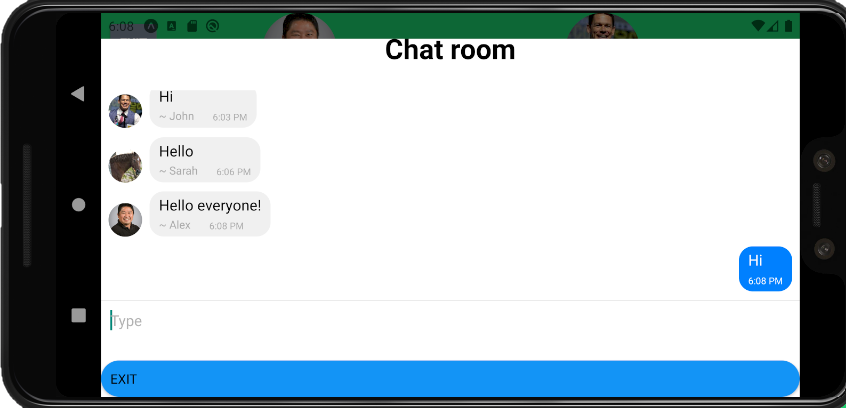 6:08
Chat room
Hi
~ John 6:03 PM
Hello
~ Sarah 6:06 PM
Hello everyone!
~ Alex 6:08 PM
Hi
6:08 PM
Type
EXIT